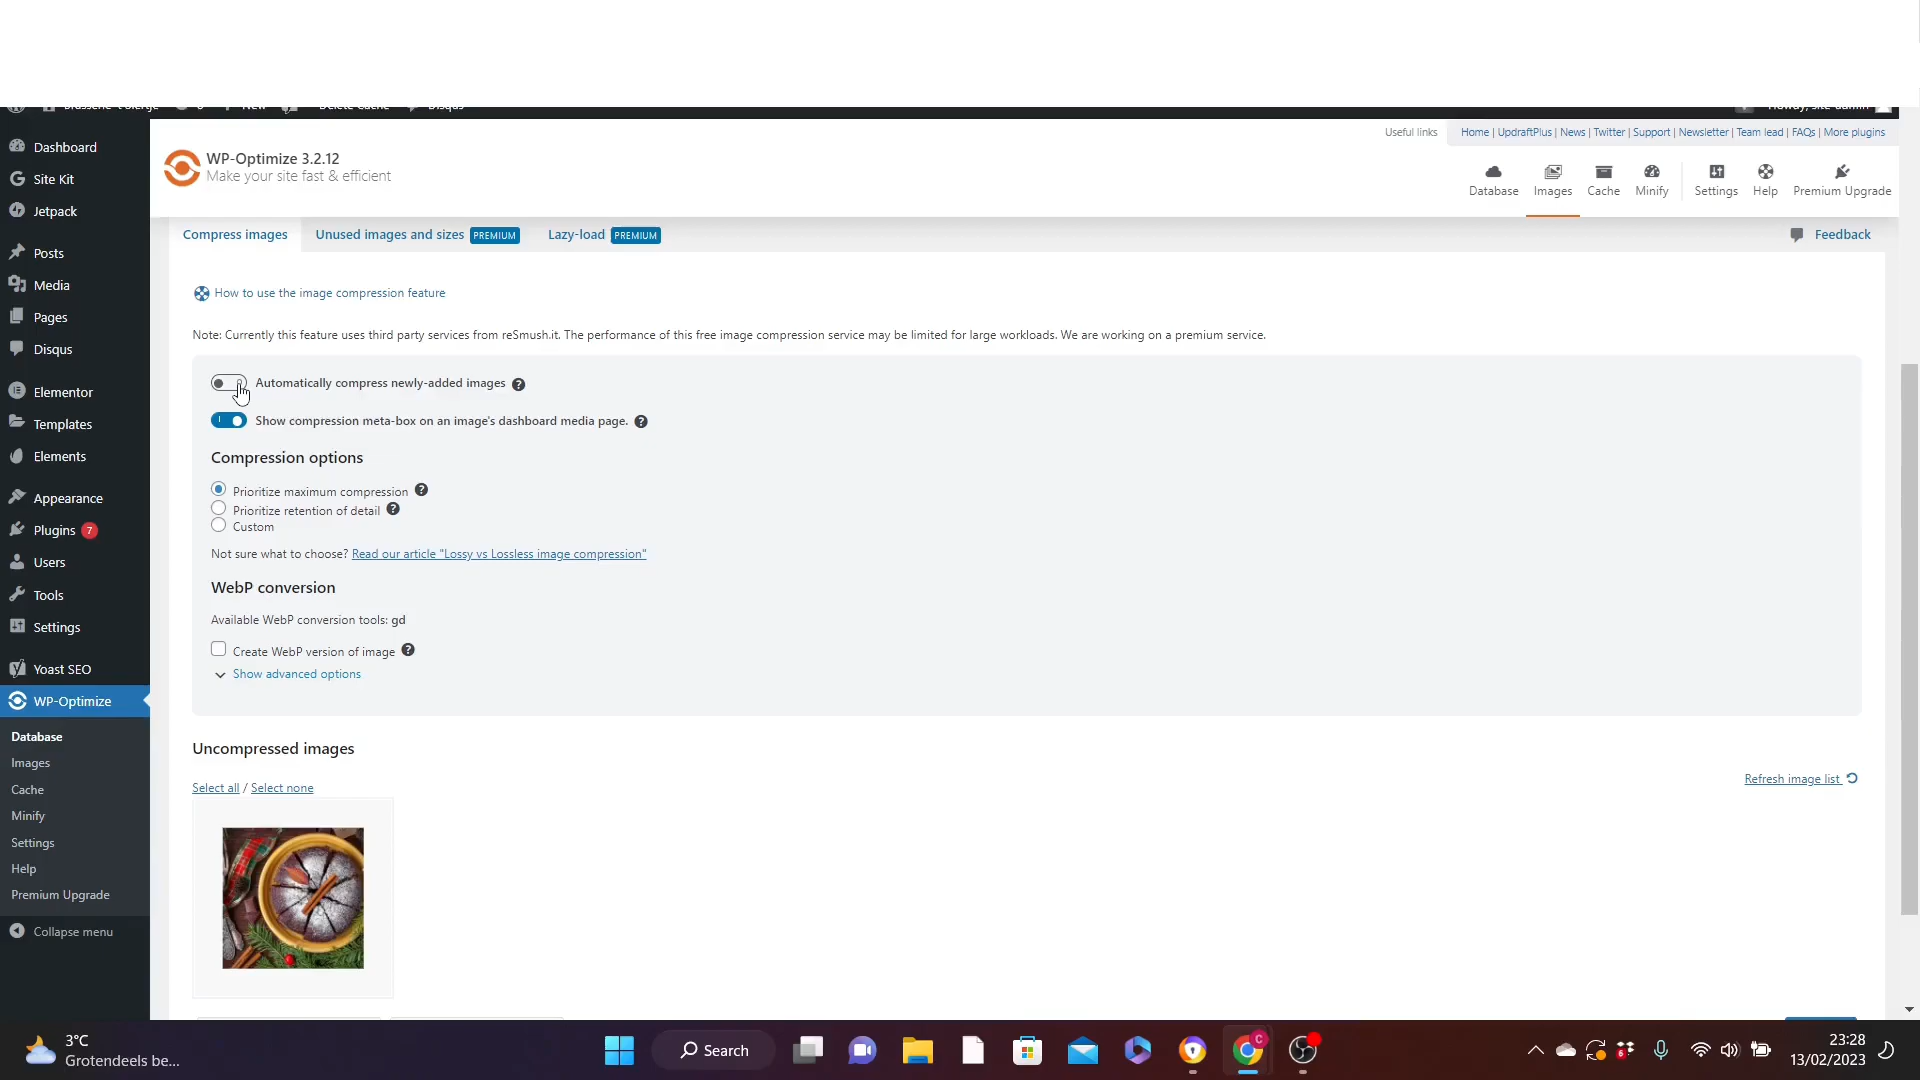 New
Delete Cache
Disqus
Howdy, site-admin
Dashboard
Site Kit
Jetpack
Posts
Media
Pages
Disqus
Elementor
Templates
Elements
Appearance
Plugins 7
Users
Tools
Settings
Yoast SEO
WP-Optimize
Database
Images
Cache
Minify
Settings
Help
Premium Upgrade
Collapse menu
WP-Optimize 3.2.12
Make your site fast & efficient
Useful links
Home | UpdraftPlus | News | Twitter | Support | Newsletter | Team lead | FAQs | More plugins
Database Images Cache Minify Settings Help Premium Upgrade
Compress images Unused images and sizes PREMIUM Lazy-load PREMIUM Feedback
How to use the image compression feature
Note: Currently this feature uses third party services from reSmush.it. The performance of this free image compression service may be limited for large workloads. We are working on a premium service.
Automatically compress newly-added images ?
Show compression meta-box on an image's dashboard media page. ?
Compression options
Prioritize maximum compression ?
Prioritize retention of detail ?
Custom
Not sure what to choose? Read our article "Lossy vs Lossless image compression"
WebP conversion
Available WebP conversion tools: gd
Create WebP version of image ?
Show advanced options
Uncompressed images
Select all / Select none
Refresh image list
3°C
Grotendeels be...
Search
C
6
23:28
13/02/2023